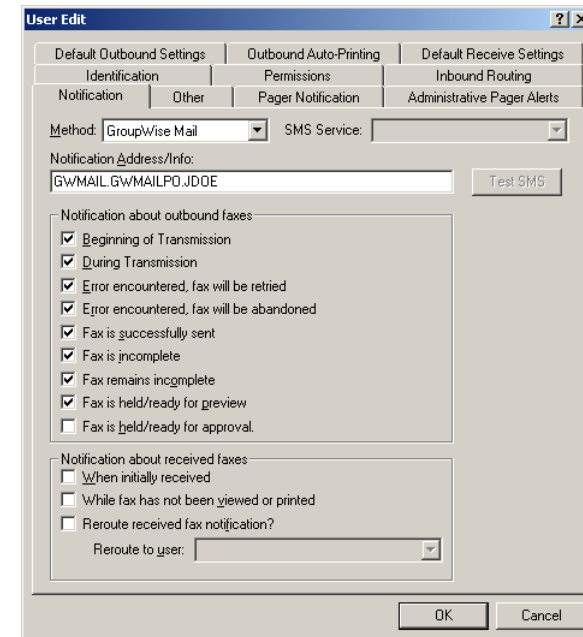 User Edit
Default Outbound Settings Outbound Auto-Printing Default Receive Settings
Identification Permissions Inbound Routing
Notification Other Pager Notification Administrative Pager Alerts
Method: GroupWise Mail SMS Service:
Notification Address/Info:
GWMAIL.GWMAILPO.JDOE Test SMS
Notification about outbound faxes
Beginning of Transmission
During Transmission
Error encountered, fax will be retried
Error encountered, fax will be abandoned
Fax is successfully sent
Fax is incomplete
Fax remains incomplete
Fax is held/ready for preview
Fax is held/ready for approval.
Notification about received faxes
When initially received
While fax has not been viewed or printed
Reroute received fax notification?
Reroute to user:
OK Cancel